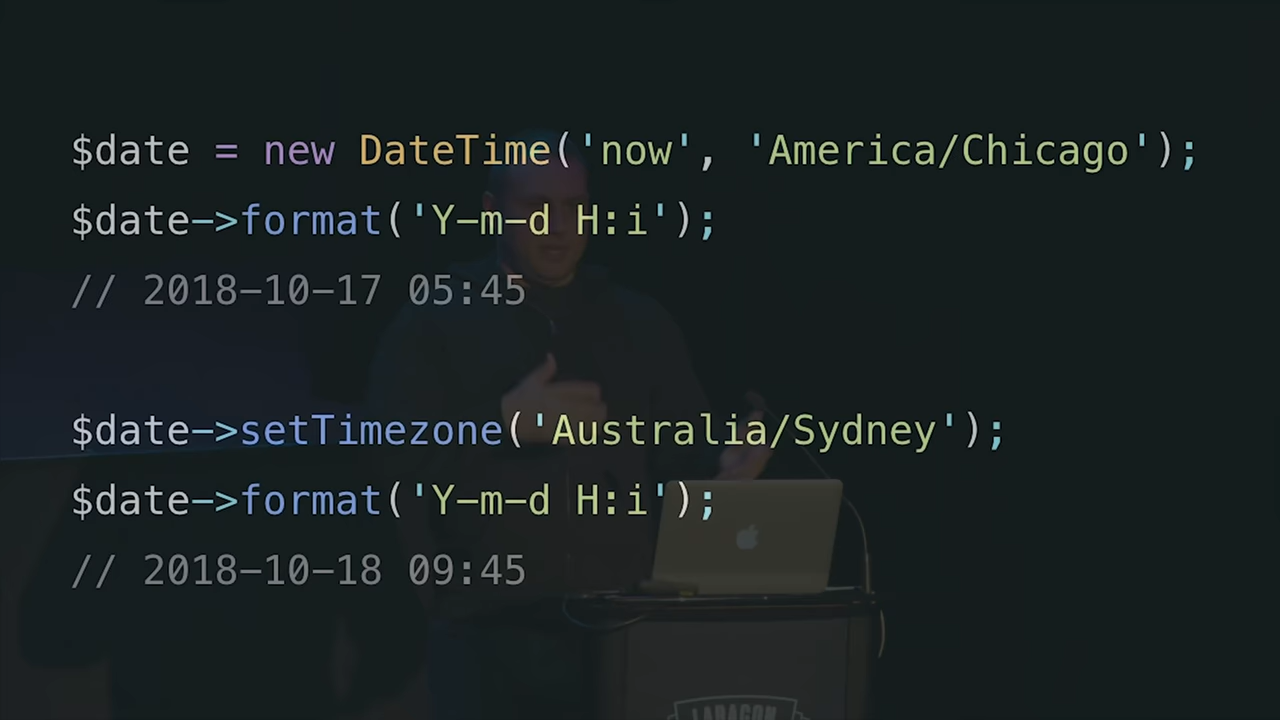 $date = new DateTime('now', 'America/Chicago');
$date->format('Y-m-d H:i');
// 2018-10-17 05:45
$date->setTimezone('Australia/Sydney');
$date->format('Y-m-d H:i');
// 2018-10-18 09:45
LARACON